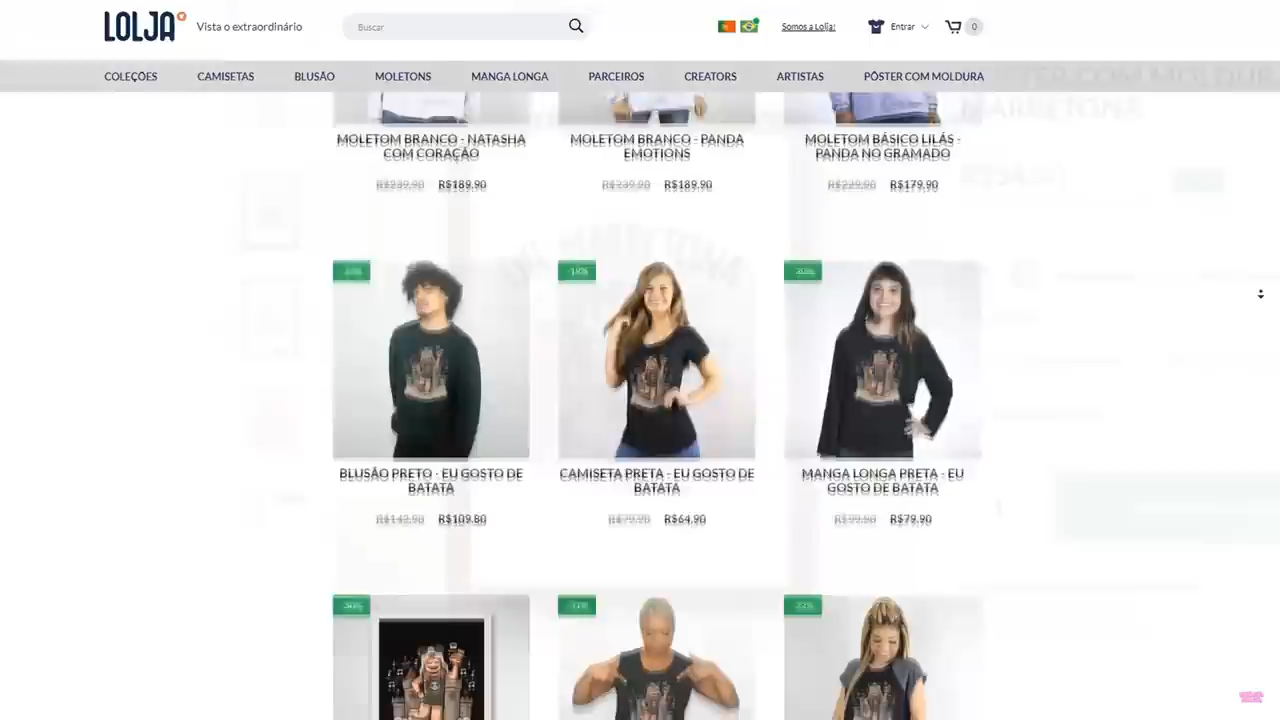 LOLJA
Vista o extraordinário
Buscar
Somos a Lolja!
Entrar
0
COLEÇÕES
CAMISETAS
BLUSÃO
MOLETONS
MANGA LONGA
PARCEIROS
CREATORS
ARTISTAS
PÔSTER COM MOLDURA
MOLETOM BRANCO - NATASHA
COM CORAÇÃO
R$239,90 R$189,90
MOLETOM BRANCO - PANDA
EMOTIONS
R$239,90 R$189,90
MOLETOM BÁSICO LILÁS -
PANDA NO GRAMADO
R$229,90 R$179,90
BLUSÃO PRETO - EU GOSTO DE
BATATA
R$109,80
CAMISETA PRETA - EU GOSTO DE
BATATA
R$79,90 R$64,90
MANGA LONGA PRETA - EU
GOSTO DE BATATA
R$99,90 R$79,90